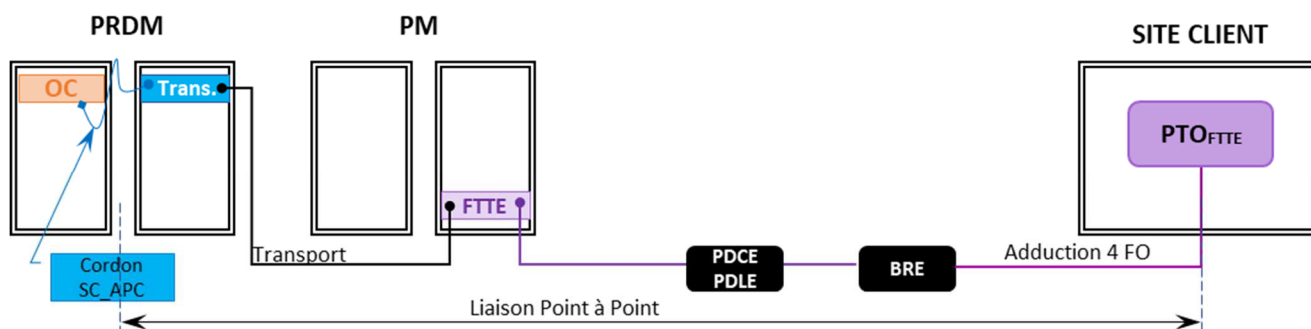 PRDM
PM
SITE CLIENT
OC
Trans.
PTOFTTE
FTTE
Transport
PDCE
PDLE
BRE
Adduction 4 FO
Cordon
SC_APC
Liaison Point à Point